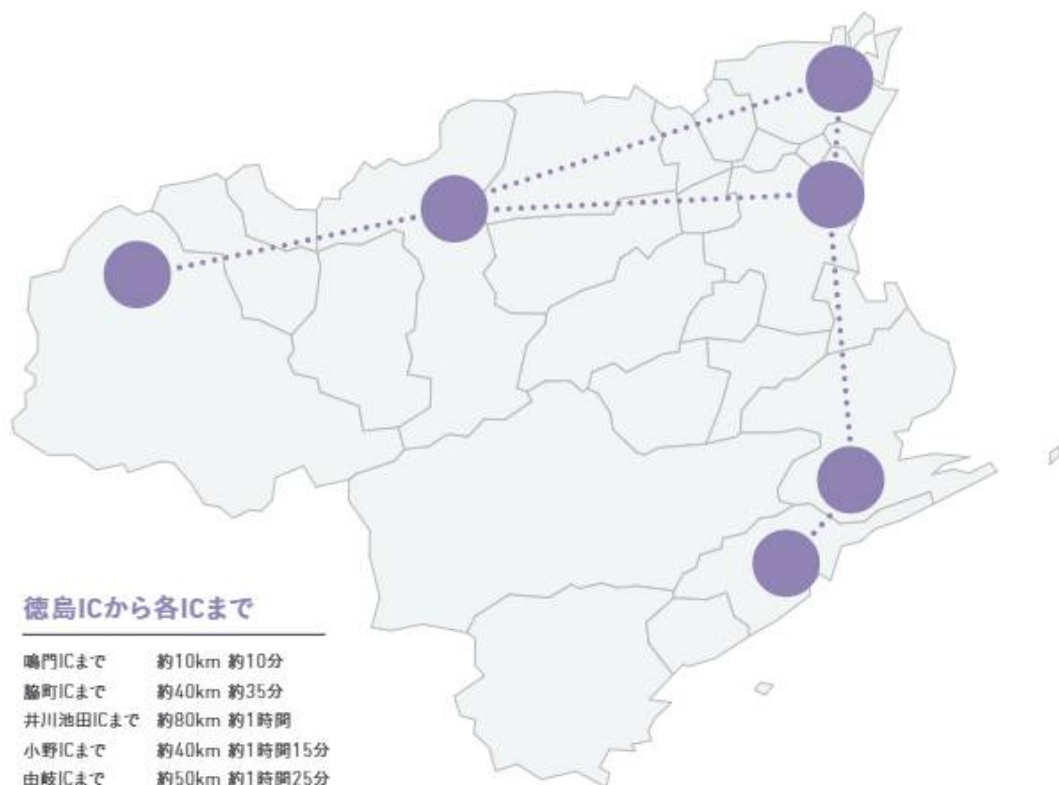 徳島ICから各ICまで
鳴門ICまで 約10km 約10分
脇町ICまで 約40km 約35分
井川池田ICまで 約80km 約1時間
小野ICまで 約40km 約1時間15分
由岐ICまで 約50km 約1時間25分